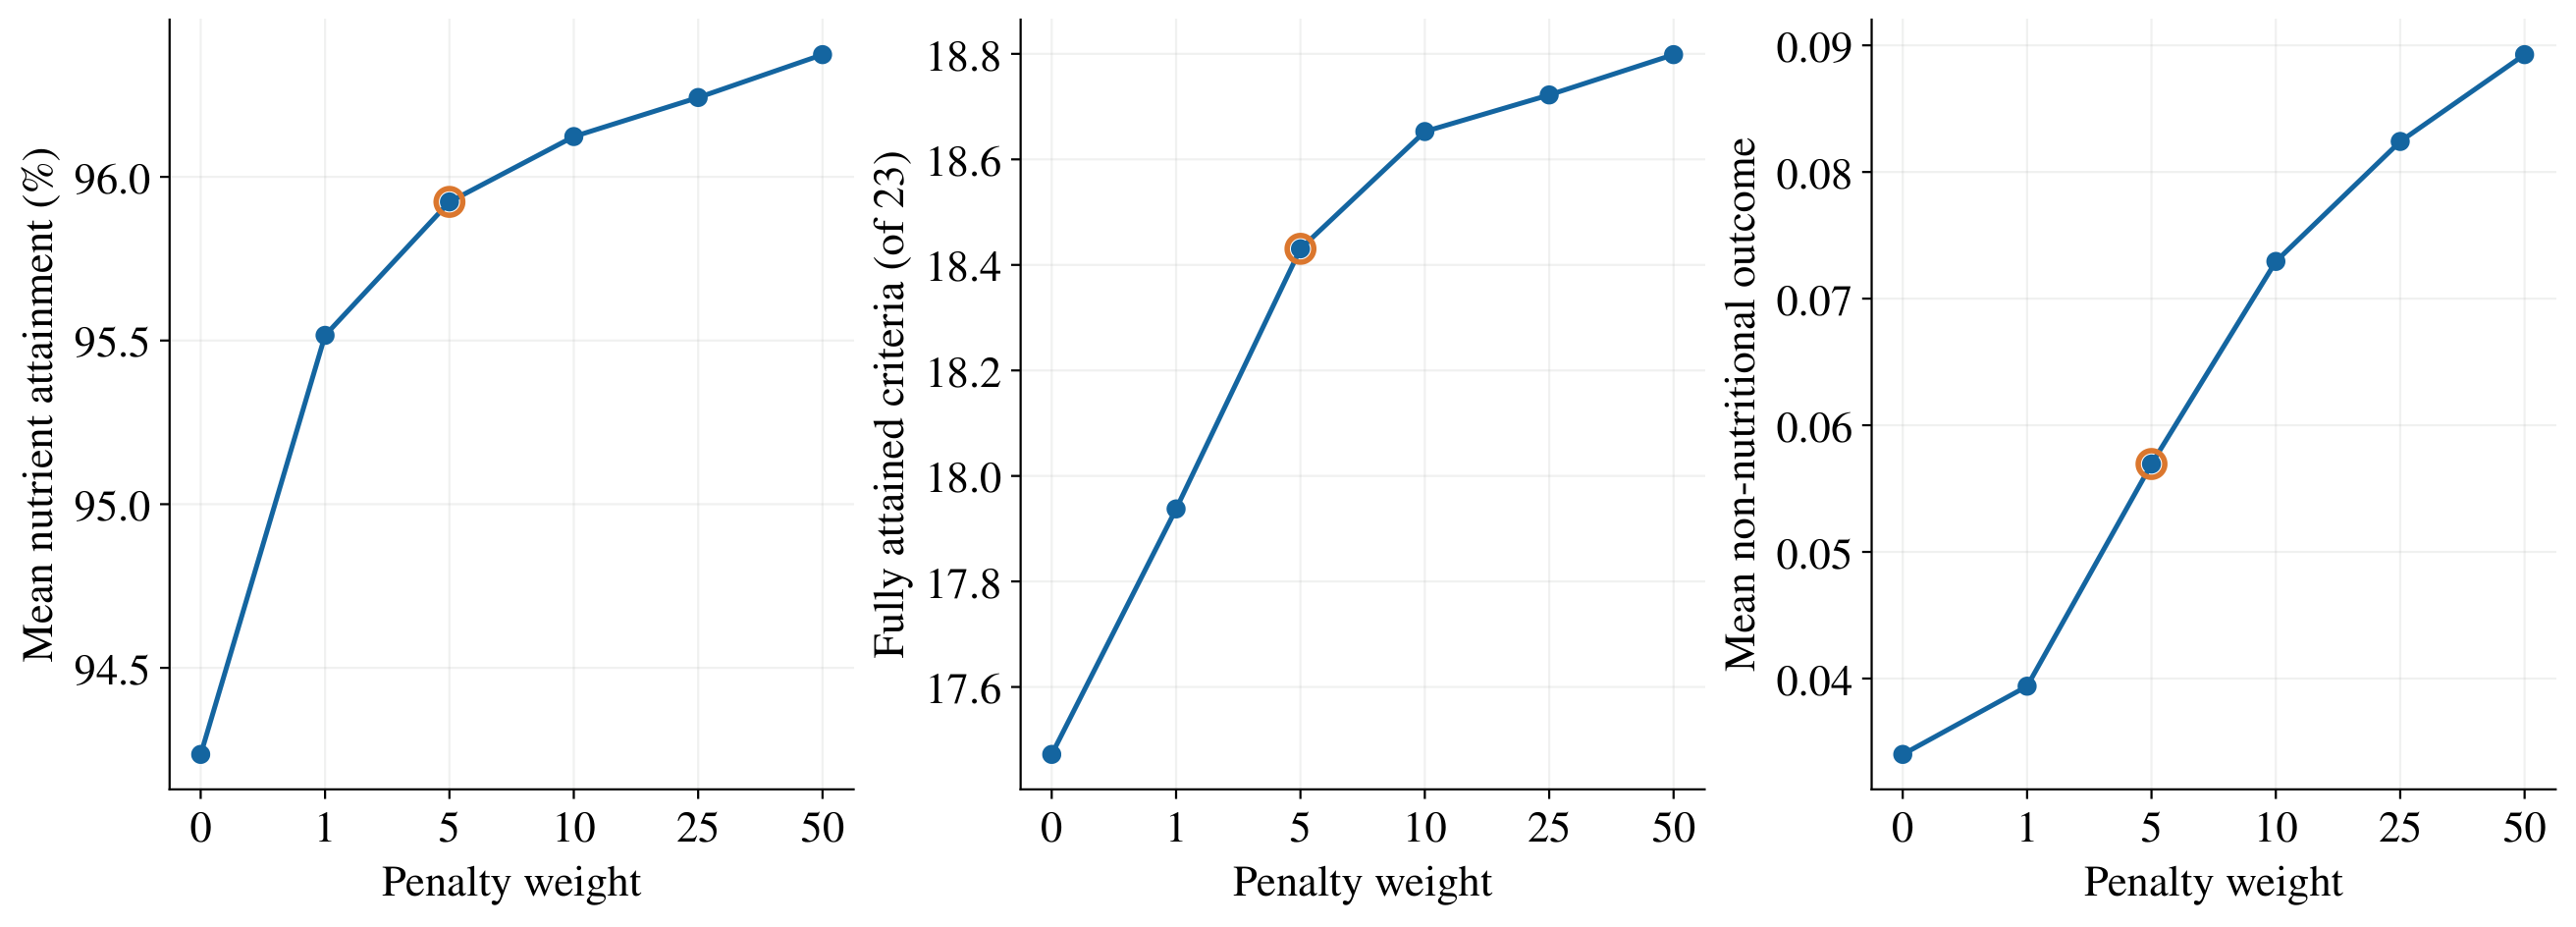 Mean nutrient attainment (%)
96.0
95.5
95.0
94.5
0 1 5 10 25 50
Penalty weight
Fully attained criteria (of 23)
18.8
18.6
18.4
18.2
18.0
17.8
17.6
0 1 5 10 25 50
Penalty weight
Mean non-nutritional outcome
0.09
0.08
0.07
0.06
0.05
0.04
0 1 5 10 25 50
Penalty weight